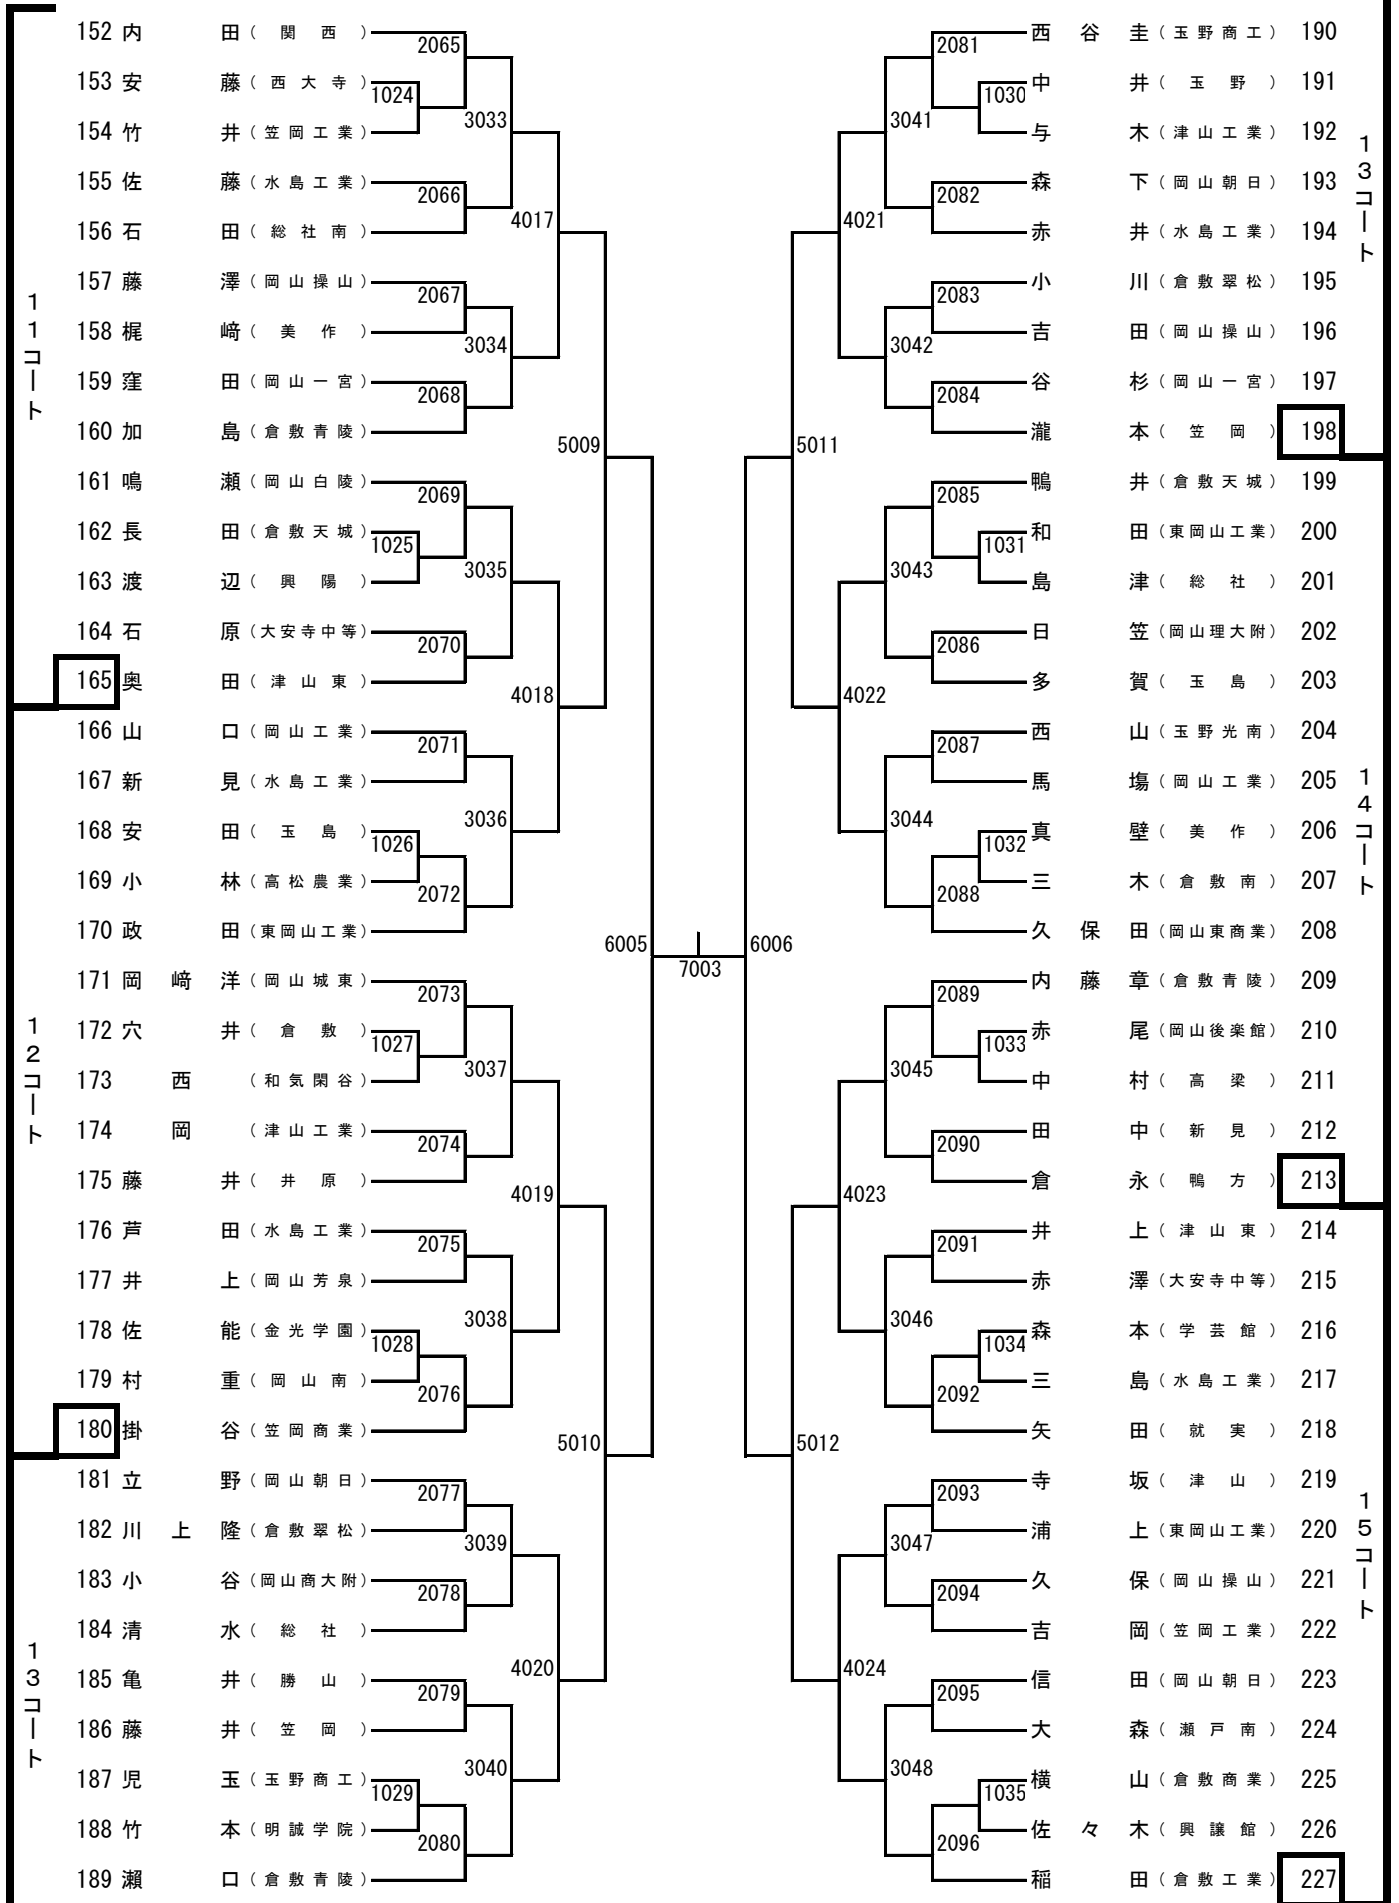 152 内田（関西）
153 安藤（西大寺）
154 竹井（笠岡工業）
155 佐藤（水島工業）
156 石田（総社南）
157 藤澤（岡山操山）
158 梶﨑（美作）
159 窪田（岡山一宮）
160 加島（倉敷青陵）
161 鳴瀬（岡山白陵）
162 長田（倉敷天城）
163 渡辺（興陽）
164 石原（大安寺中等）
165 奥田（津山東）
166 山口（岡山工業）
167 新見（水島工業）
168 安田（玉島）
169 小林（高松農業）
170 政田（東岡山工業）
171 岡﨑洋（岡山城東）
172 穴井（倉敷）
173 西（和気閑谷）
174 岡（津山工業）
175 藤井（井原）
176 芦田（水島工業）
177 井上（岡山芳泉）
178 佐能（金光学園）
179 村重（岡山南）
180 掛谷（笠岡商業）
181 立野（岡山朝日）
182 川上隆（倉敷翠松）
183 小谷（岡山商大附）
184 清水（総社）
185 亀井（勝山）
186 藤井（笠岡）
187 児玉（玉野商工）
188 竹本（明誠学院）
189 瀬口（倉敷青陵）
11コート
12コート
13コート
1024
1025
1026
1027
1028
1029
2065
2066
2067
2068
2069
2070
2071
2072
2073
2074
2075
2076
2077
2078
2079
2080
3033
3034
3035
3036
3037
3038
3039
3040
4017
4018
4019
4020
5009
5010
6005
7003
6006
5011
5012
4021
4022
4023
4024
3041
3042
3043
3044
3045
3046
3047
3048
2081
2082
2083
2084
2085
2086
2087
2088
2089
2090
2091
2092
2093
2094
2095
2096
1030
1031
1032
1033
1034
1035
西谷圭（玉野商工） 190
中井（玉野） 191
与木（津山工業） 192
森下（岡山朝日） 193
赤井（水島工業） 194
小川（倉敷翠松） 195
吉田（岡山操山） 196
谷杉（岡山一宮） 197
瀧本（笠岡） 198
鴨井（倉敷天城） 199
和田（東岡山工業） 200
島津（総社） 201
日笠（岡山理大附） 202
多賀（玉島） 203
西山（玉野光南） 204
馬塲（岡山工業） 205
真壁（美作） 206
三木（倉敷南） 207
久保田（岡山東商業） 208
内藤章（倉敷青陵） 209
赤尾（岡山後楽館） 210
中村（高梁） 211
田中（新見） 212
倉永（鴨方） 213
井上（津山東） 214
赤澤（大安寺中等） 215
森本（学芸館） 216
三島（水島工業） 217
矢田（就実） 218
寺坂（津山） 219
浦上（東岡山工業） 220
久保（岡山操山） 221
吉岡（笠岡工業） 222
信田（岡山朝日） 223
大森（瀬戸南） 224
横山（倉敷商業） 225
佐々木（興譲館） 226
稲田（倉敷工業） 227
13コート
14コート
15コート